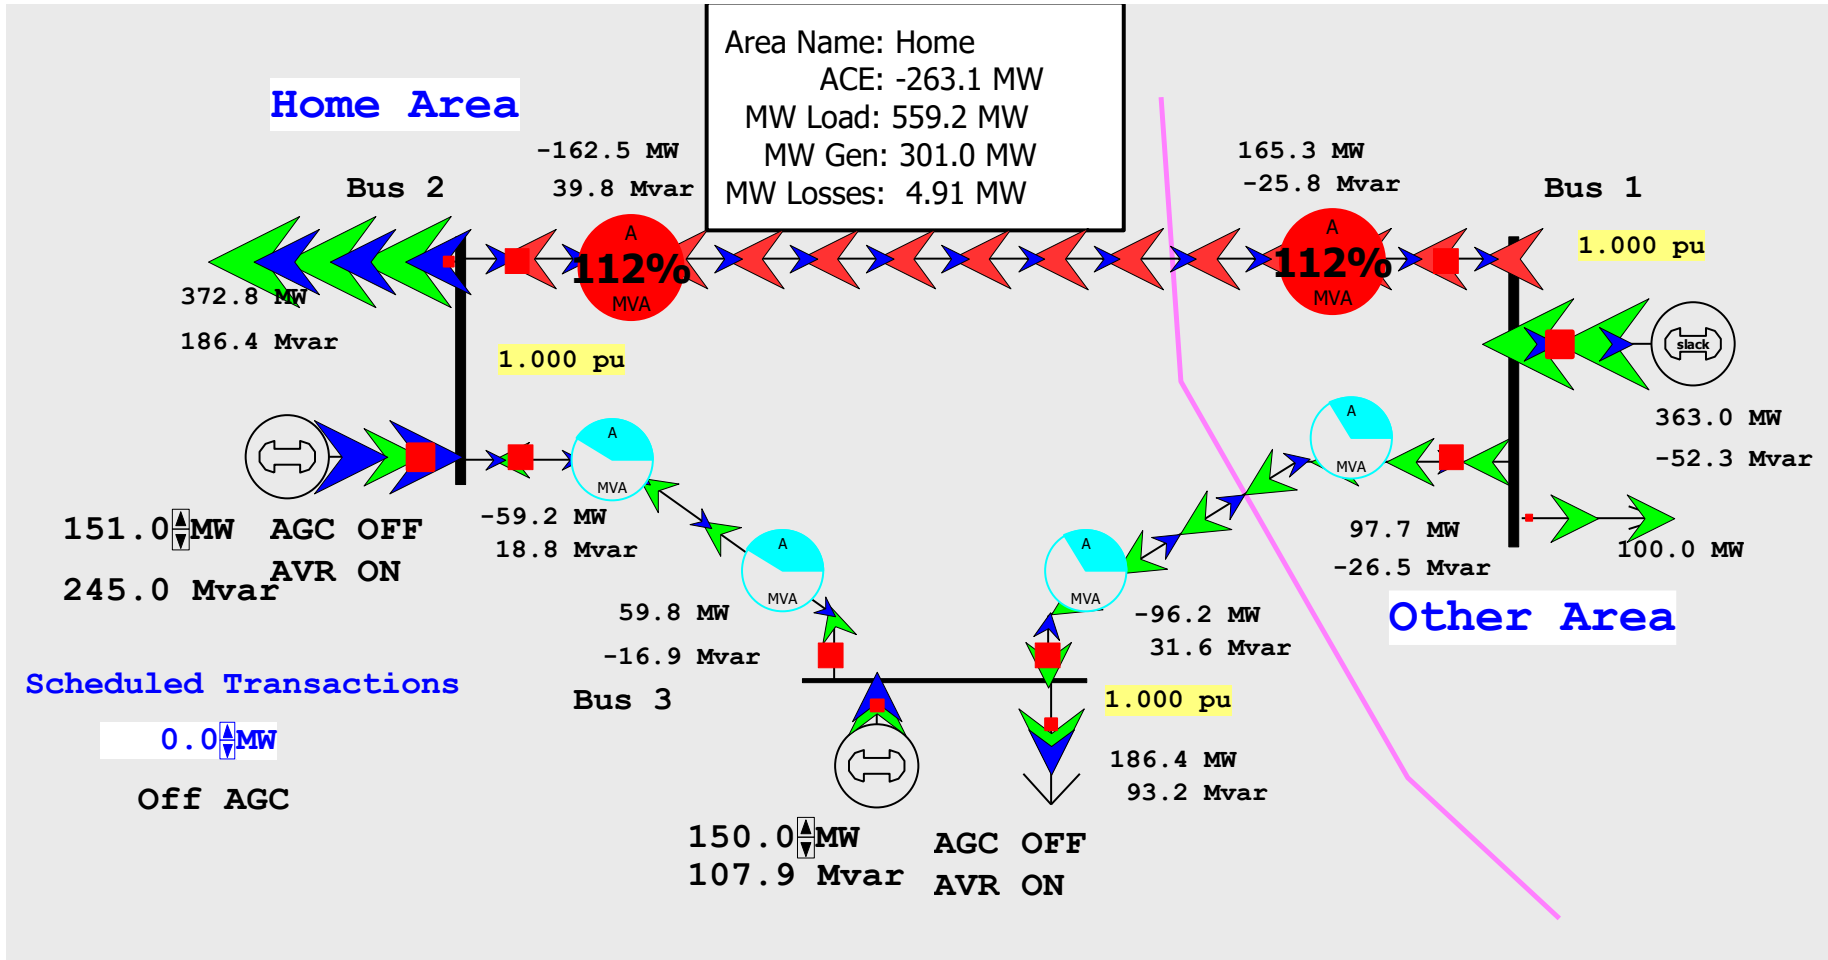 Area Name: Home
ACE: -263.1 MW
MW Load: 559.2 MW
MW Gen: 301.0 MW
MW Losses: 4.91 MW
Home Area
-162.5 MW
39.8 Mvar
165.3 MW
-25.8 Mvar
Bus 2
Bus 1
A
112%
MVA
A
112%
MVA
1.000 pu
372.8 MW
186.4 Mvar
1.000 pu
slack
363.0 MW
-52.3 Mvar
A
MVA
A
MVA
151.0 MW AGC OFF
AVR ON
245.0 Mvar
-59.2 MW
18.8 Mvar
A
MVA
A
MVA
97.7 MW
-26.5 Mvar
100.0 MW
59.8 MW
-16.9 Mvar
-96.2 MW
31.6 Mvar
Other Area
Scheduled Transactions
0.0 MW
Off AGC
Bus 3
1.000 pu
186.4 MW
93.2 Mvar
150.0 MW
107.9 Mvar
AGC OFF
AVR ON